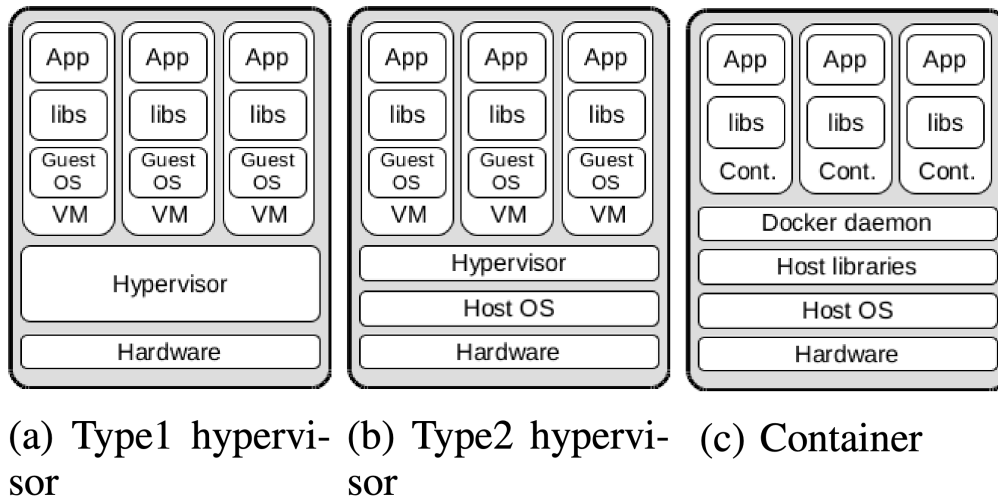 App App App
libs libs libs
Guest OS Guest OS Guest OS
VM VM VM
Hypervisor
Hardware
(a) Type1 hypervi-
sor
App App App
libs libs libs
Guest OS Guest OS Guest OS
VM VM VM
Hypervisor
Host OS
Hardware
(b) Type2 hypervi-
sor
App App App
libs libs libs
Cont. Cont. Cont.
Docker daemon
Host libraries
Host OS
Hardware
(c) Container